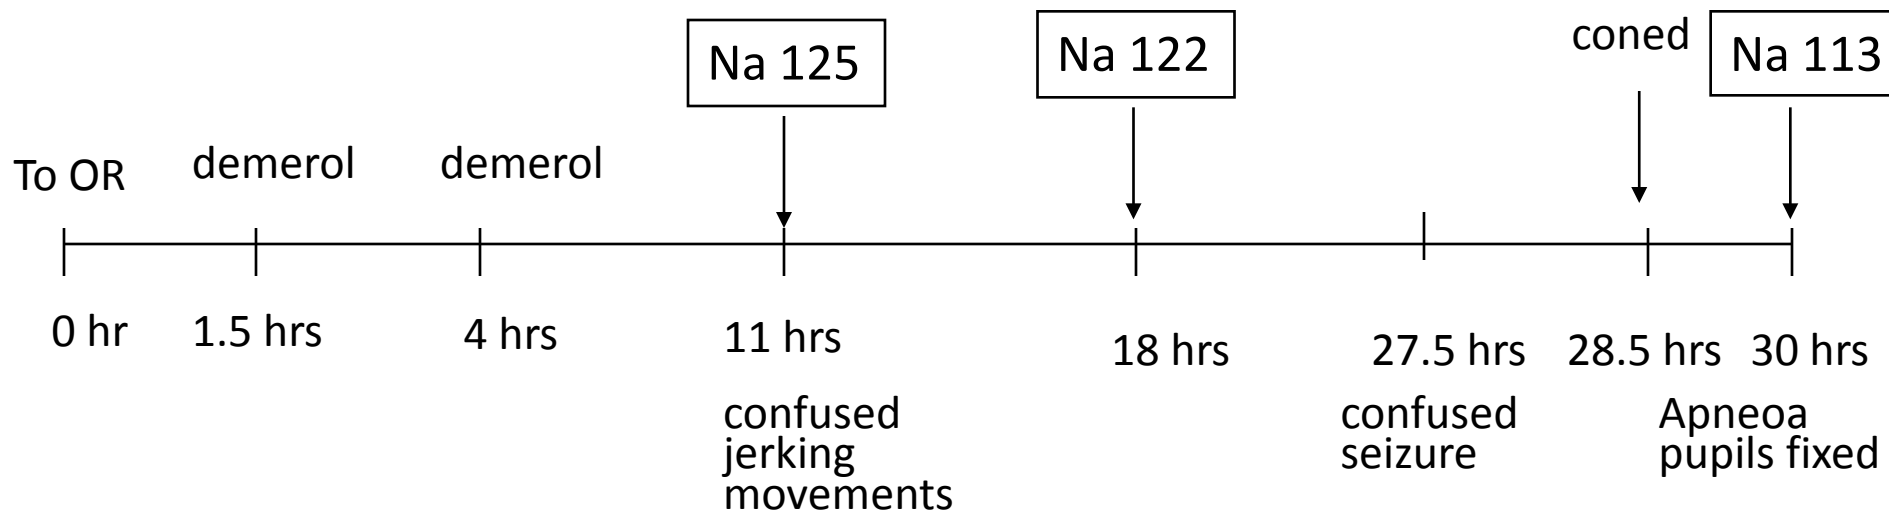 Na 125
Na 122
coned
Na 113
To OR
demerol
demerol
0 hr
1.5 hrs
4 hrs
11 hrs
18 hrs
27.5 hrs
28.5 hrs
30 hrs
confused
jerking
movements
confused
seizure
Apneoa
pupils fixed